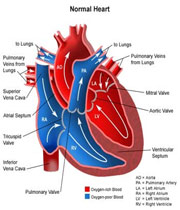 Normal Heart
to Lungs
to Lungs
Pulmonary
Veins from
Lungs
Pulmonary Veins
from Lungs
AO
PA
LA
Superior
Vena Cava
Mitral Valve
Aortic Valve
RA
LV
Atrial Septum
Tricuspid
Valve
RV
Inferior
Vena Cava
Ventricular
Septum
Pulmonary Valve
Oxygen-rich Blood
Oxygen-poor Blood
AO = Aorta
PA = Pulmonary Artery
LA = Left Atrium
RA = Right Atrium
LV = Left Ventricle
RV = Right Ventricle